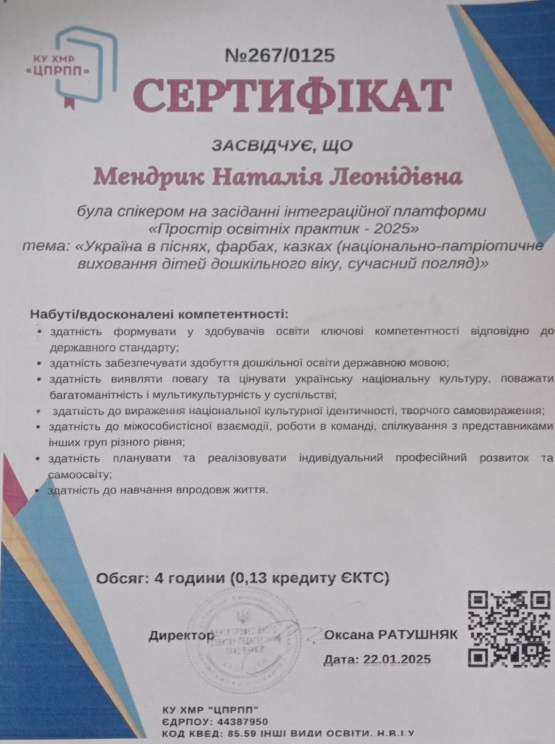 КУ ХМР
«ЦПРПП»
№267/0125
СЕРТИФІКАТ
ЗАСВІДЧУЄ, ЩО
Мендрик Наталія Леонідівна
була спікером на засіданні інтеграційної платформи
«Простір освітніх практик - 2025»
тема: «Україна в піснях, фарбах, казках (національно-патріотичне
виховання дітей дошкільного віку, сучасний погляд)»
Набуті/вдосконалені компетентності:
• здатність формувати у здобувачів освіти ключові компетентності відповідно до
державного стандарту;
• здатність забезпечувати здобуття дошкільної освіти державною мовою;
• здатність виявляти повагу та цінувати українську національну культуру, поважати
багатоманітність і мультикультурність у суспільстві;
• здатність до вираження національної культурної ідентичності, творчого самовираження;
• здатність до міжособистісної взаємодії, роботи в команді, спілкування з представниками
інших груп різного рівня;
• здатність планувати та реалізовувати індивідуальний професійний розвиток та
самоосвіту;
• здатність до навчання впродовж життя.
Обсяг: 4 години (0,13 кредиту ЄКТС)
Директор Оксана РАТУШНЯК
Дата: 22.01.2025
КУ ХМР "ЦПРПП"
ЄДРПОУ: 44387950
КОД КВЕД: 85.59 ІНШІ ВИДИ ОСВІТИ, Н.В.І.У